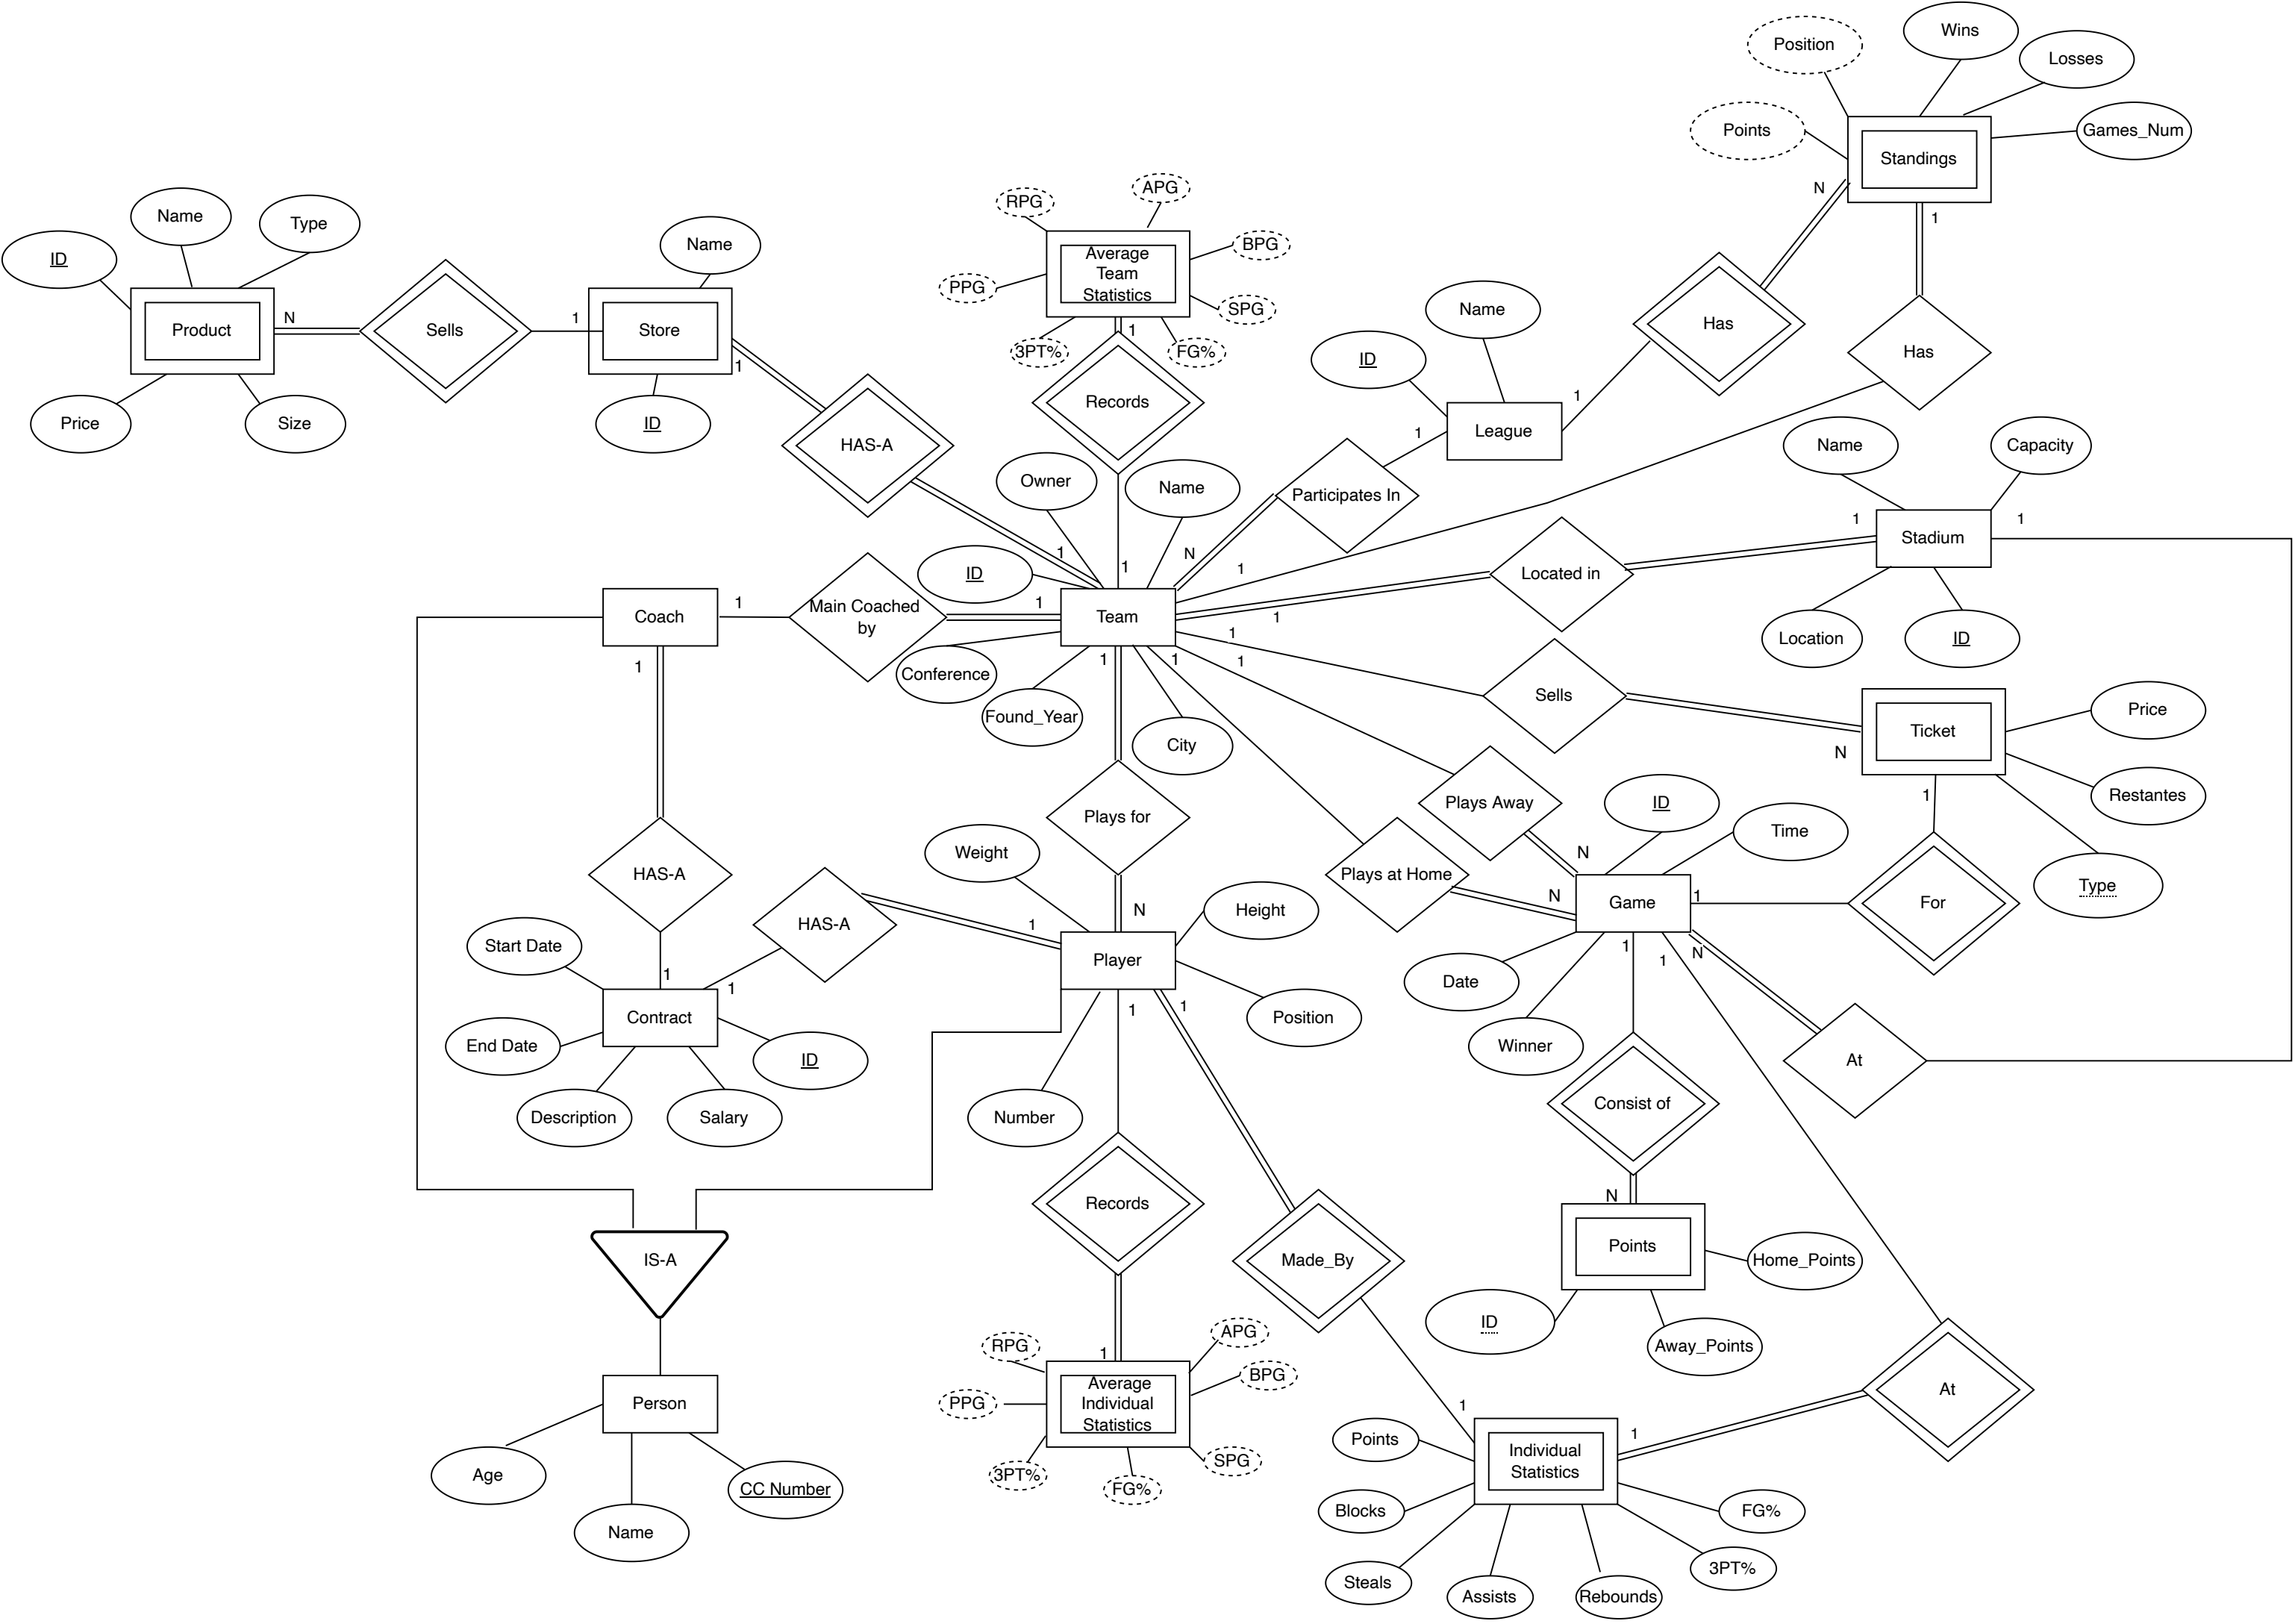 Wins
Position
Losses
Points
Games_Num
Standings
N
1
APG
RPG
Name
Type
Name
BPG
ID
Average
Team
Statistics
PPG
SPG
Name
N
1
Product
Sells
Store
1
3PT%
FG%
Has
Has
ID
1
Price
Size
ID
Records
1
1
League
HAS-A
Name
Capacity
Owner
Name
Participates In
1
1
Stadium
1
N
1
1
ID
Located in
1
Main Coached
by
1
Coach
Team
1
1
Location
ID
1
1
1
1
Conference
Sells
Found_Year
Price
City
Ticket
N
1
Restantes
Plays Away
ID
Plays for
Time
Weight
N
HAS-A
Plays at Home
Type
N
1
Game
For
N
Height
HAS-A
1
Start Date
1
N
1
Player
1
1
Date
1
1
Contract
Position
End Date
Winner
ID
At
Consist of
Description
Salary
Number
N
Records
Points
IS-A
Made_By
Home_Points
ID
APG
RPG
Away_Points
1
BPG
Average
Individual
Statistics
At
Person
PPG
1
1
Points
Individual
Statistics
SPG
Age
3PT%
CC Number
FG%
Blocks
FG%
Name
3PT%
Steals
Assists
Rebounds